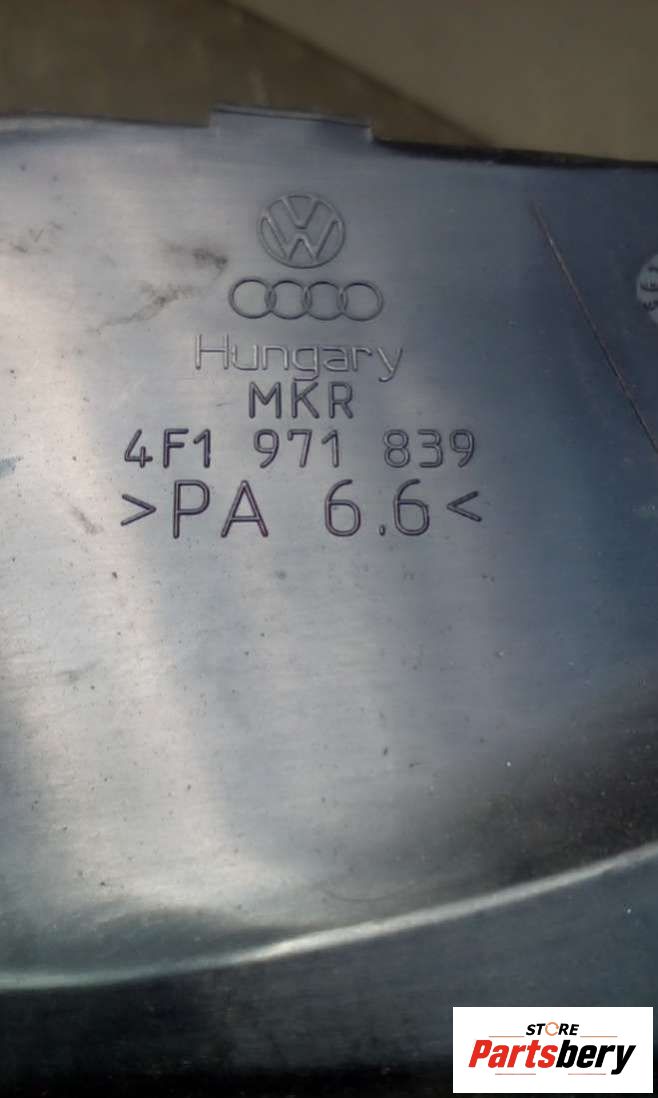 Hungary
MKR
4F1 971 839
>PA 6.6<
STORE
Partsbery